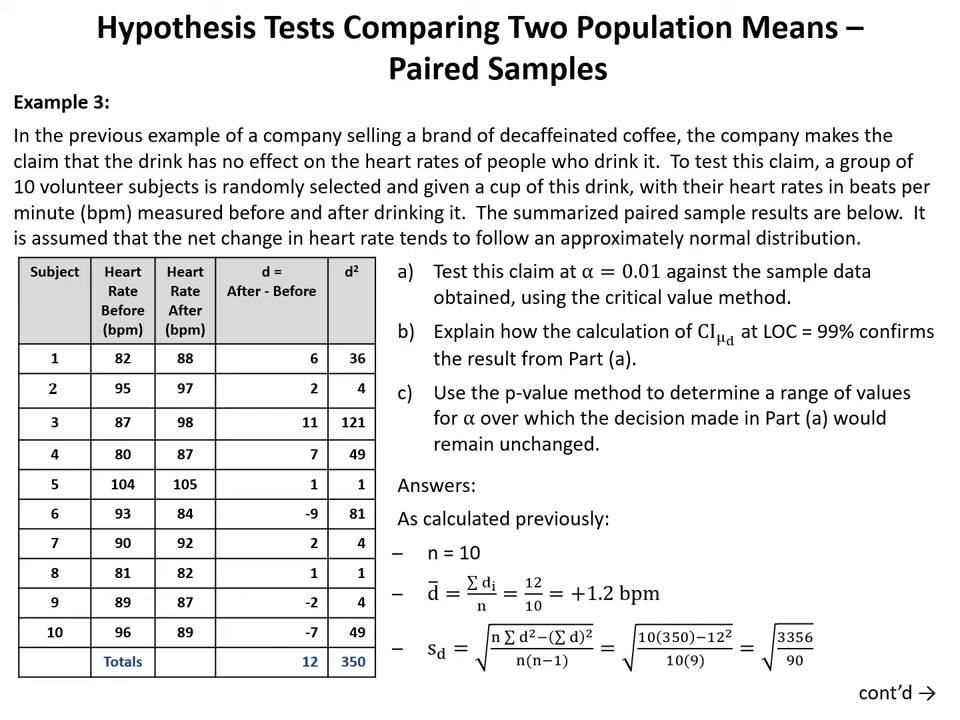 Hypothesis Tests Comparing Two Population Means –
Paired Samples
Example 3:
In the previous example of a company selling a brand of decaffeinated coffee, the company makes the
claim that the drink has no effect on the heart rates of people who drink it. To test this claim, a group of
10 volunteer subjects is randomly selected and given a cup of this drink, with their heart rates in beats per
minute (bpm) measured before and after drinking it. The summarized paired sample results are below. It
is assumed that the net change in heart rate tends to follow an approximately normal distribution.
Subject | Heart Rate Before (bpm) | Heart Rate After (bpm) | d = After - Before | d²
1 | 82 | 88 | 6 | 36
2 | 95 | 97 | 2 | 4
3 | 87 | 98 | 11 | 121
4 | 80 | 87 | 7 | 49
5 | 104 | 105 | 1 | 1
6 | 93 | 84 | -9 | 81
7 | 90 | 92 | 2 | 4
8 | 81 | 82 | 1 | 1
9 | 89 | 87 | -2 | 4
10 | 96 | 89 | -7 | 49
Totals | 12 | 350
a) Test this claim at α = 0.01 against the sample data
obtained, using the critical value method.
b) Explain how the calculation of CI_μd at LOC = 99% confirms
the result from Part (a).
c) Use the p-value method to determine a range of values
for α over which the decision made in Part (a) would
remain unchanged.
Answers:
As calculated previously:
– n = 10
– d̄ = ∑ dᵢ / n = 12/10 = +1.2 bpm
– s_d = √((n ∑ d² − (∑ d)²) / (n(n−1))) = √((10(350)−12²) / (10(9))) = √(3356/90)
cont'd →